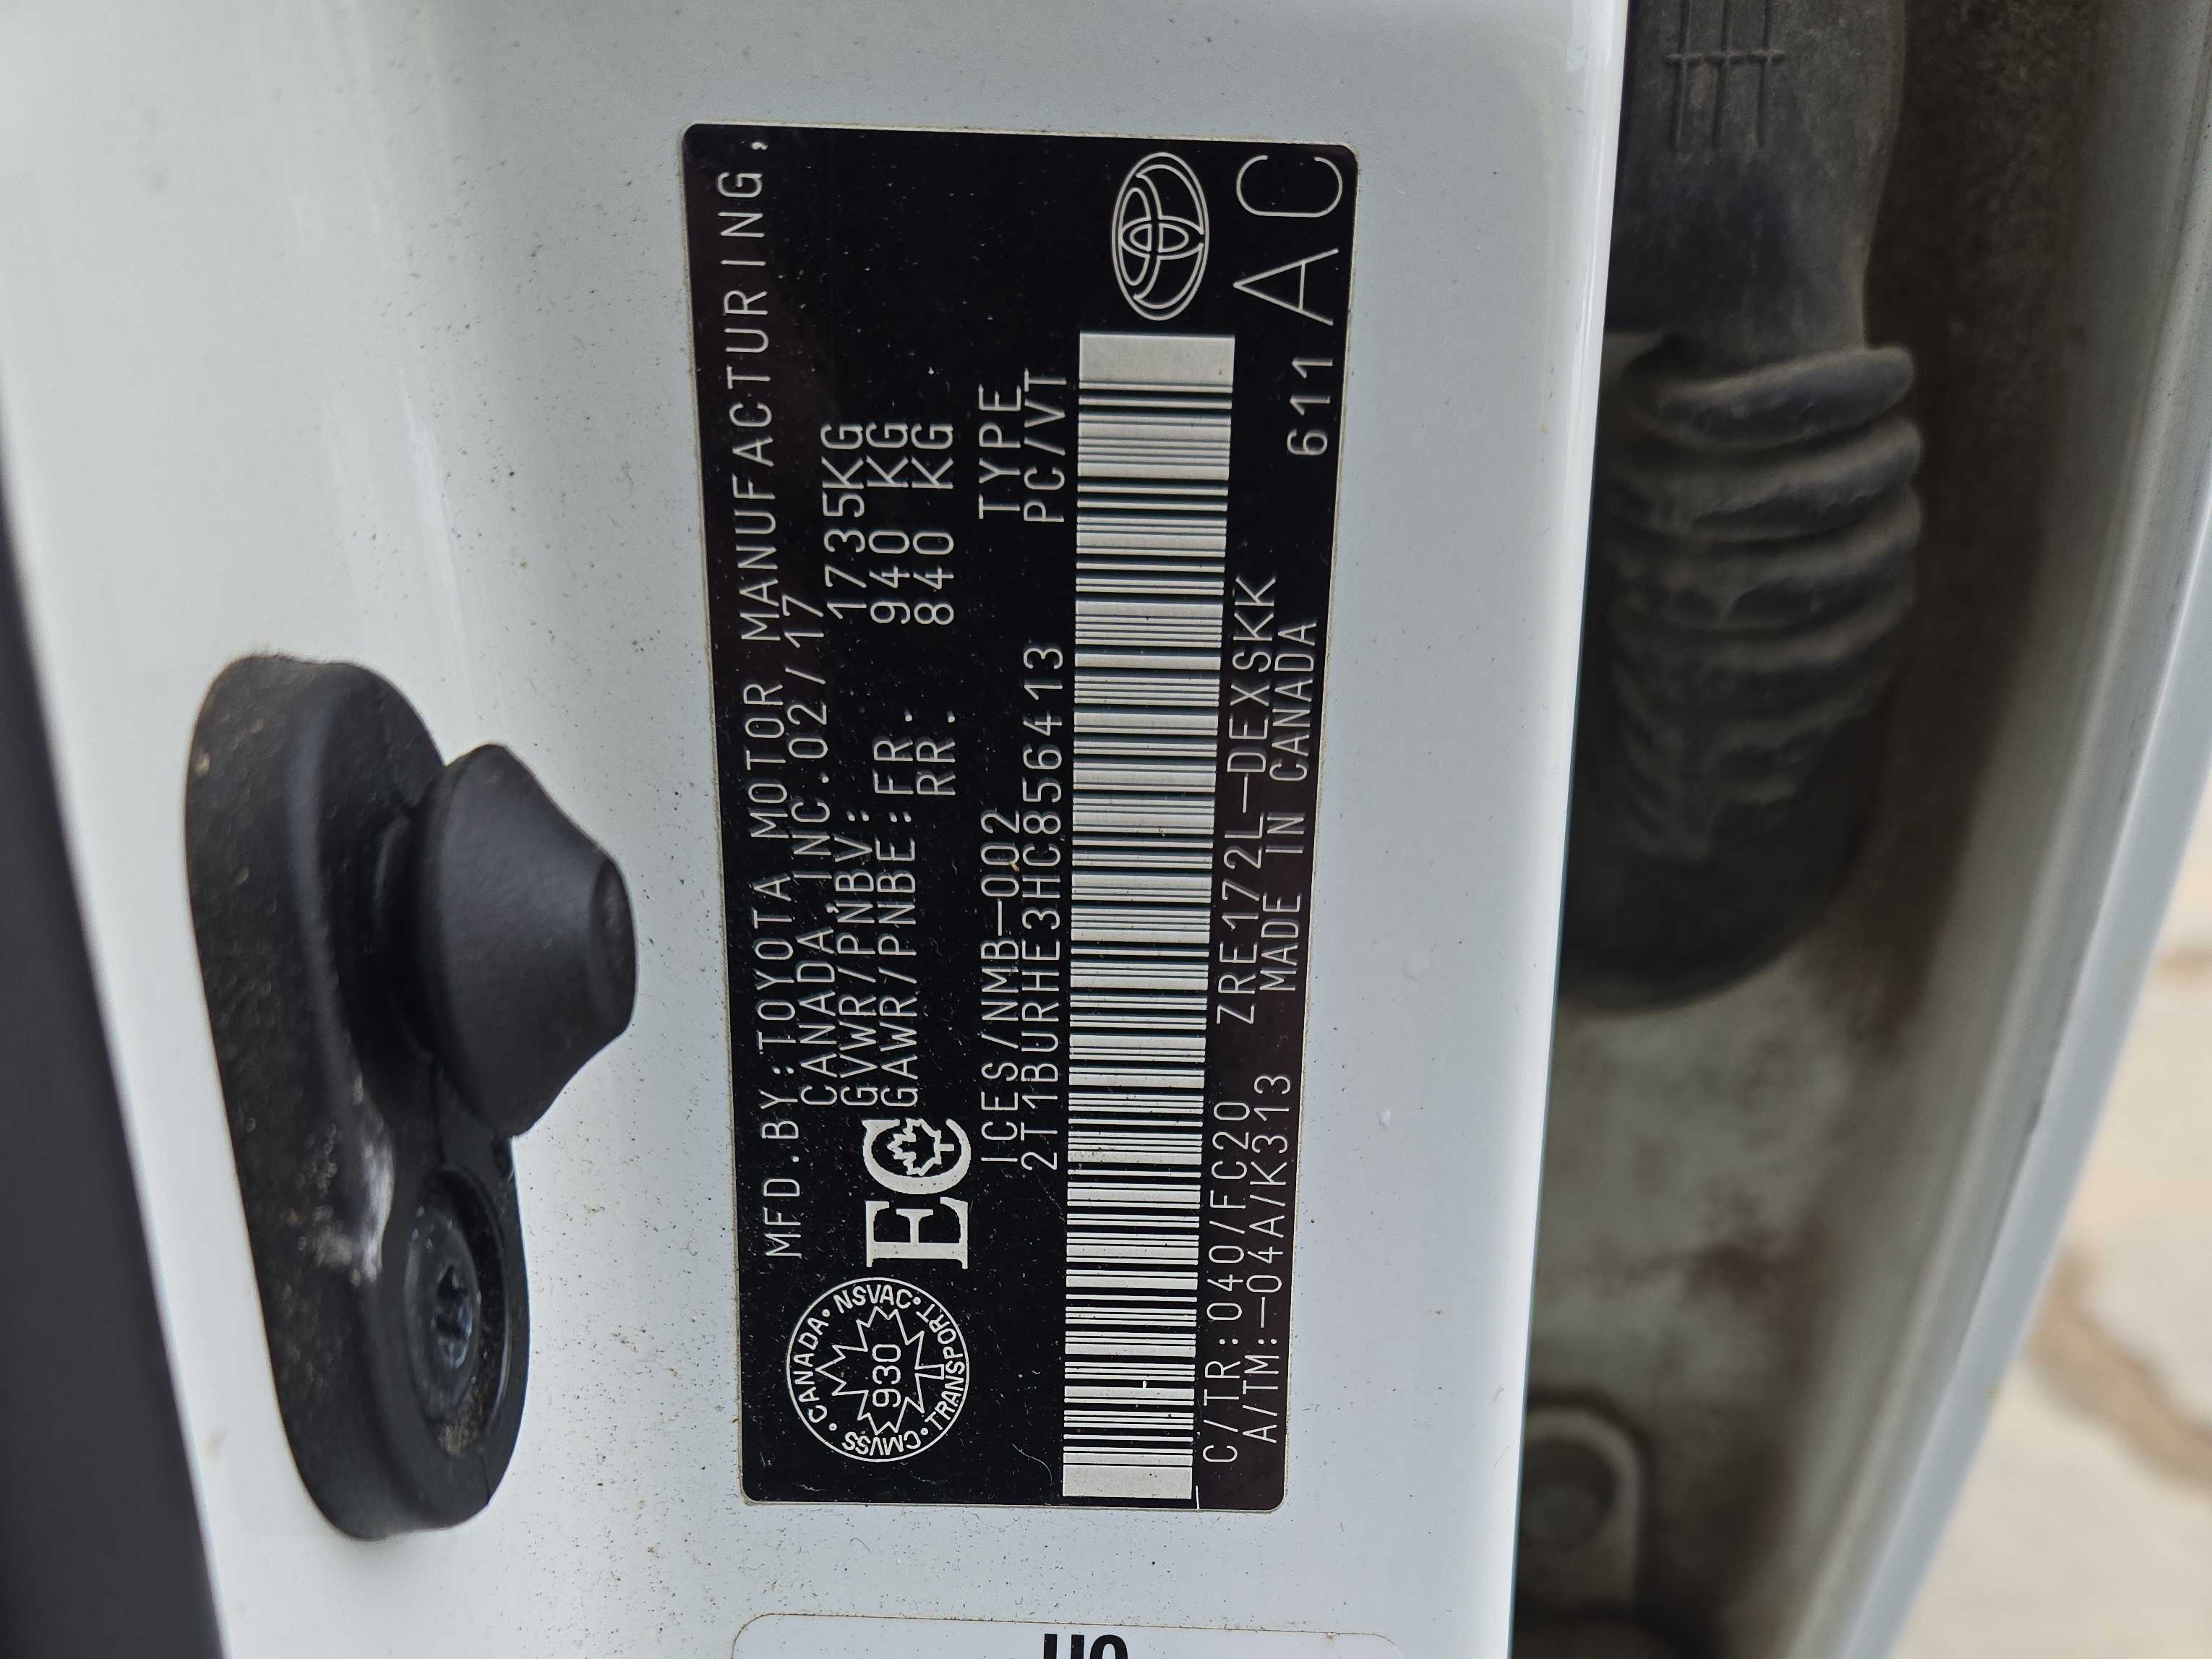 MFD.BY:TOYOTA MOTOR MANUFACTURING,
CANADA,INC.02/17
GVWR/PNBV: 1735KG
GAWR/PNBE:FR. 940 KG
RR. 840 KG
•CANADA• NSVAC• TRANSPORT •CMVSS
930
EC
ICES/NMB—002 TYPE
2T1BURHE3HC856413 PC/VT
C/TR:040/FC20 ZRE172L—DEXSKK
A/TM:—04A/K313 MADE IN CANADA 611 AC